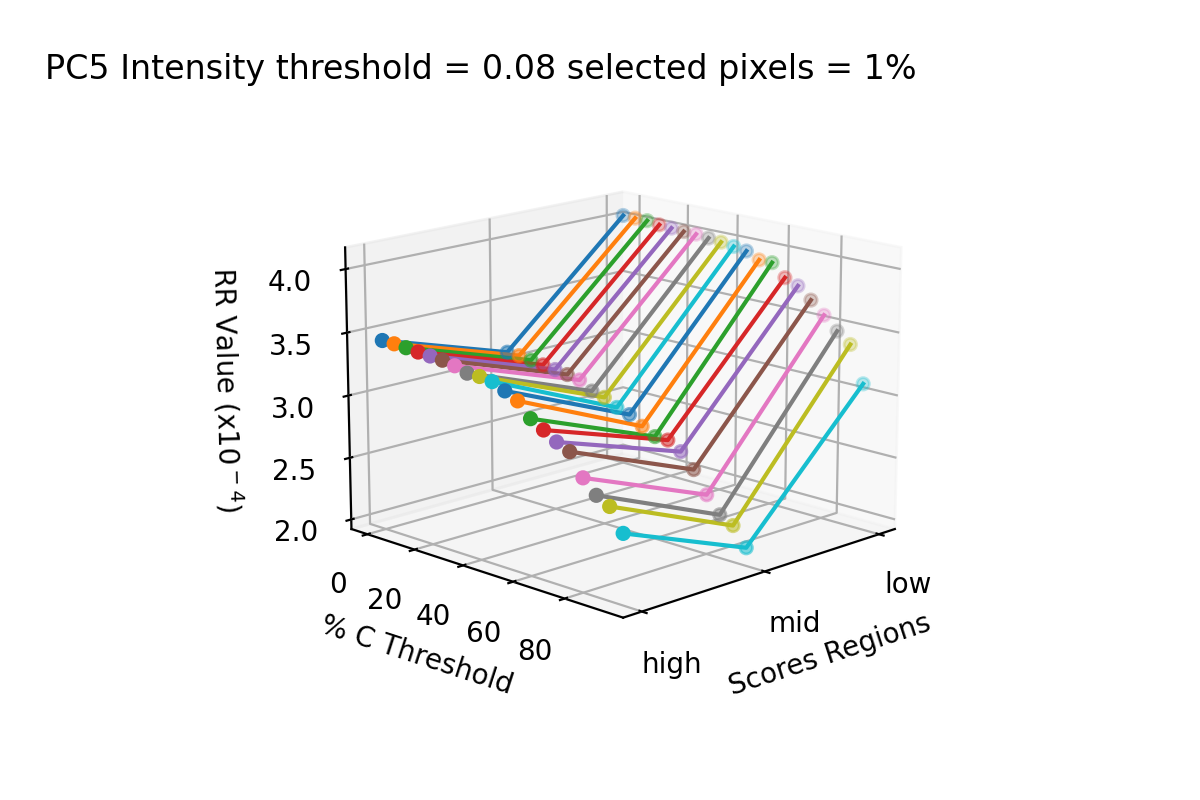 PC5 Intensity threshold = 0.08 selected pixels = 1%
RR Value (x10⁻⁴)
4.0
3.5
3.0
2.5
2.0
0
20
40
60
80
% C Threshold
high
mid
low
Scores Regions